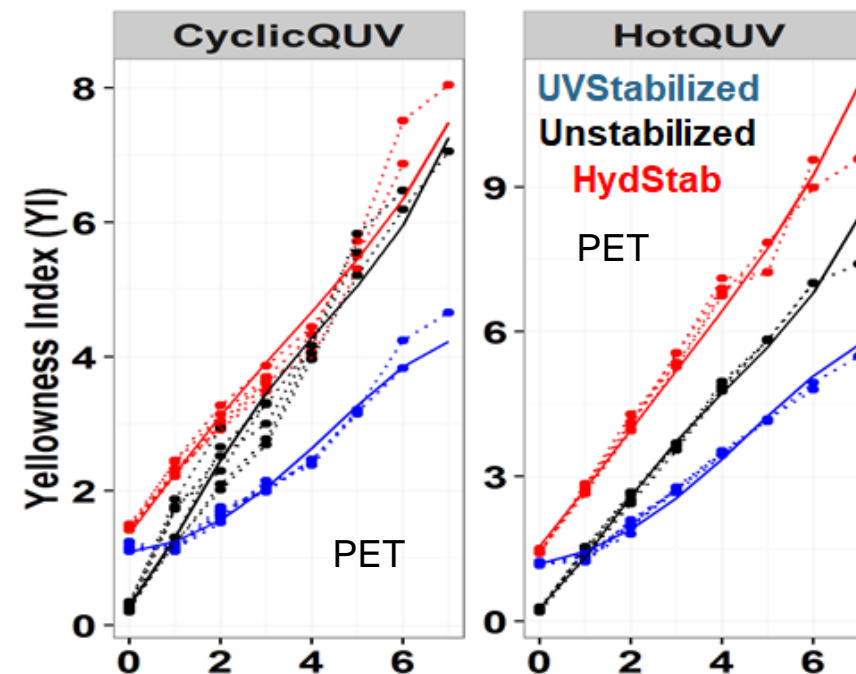 CyclicQUV
HotQUV
Yellowness Index (YI)
8
6
4
2
0
0 2 4 6
PET
UVStabilized
Unstabilized
HydStab
PET
9
6
3
0
0 2 4 6